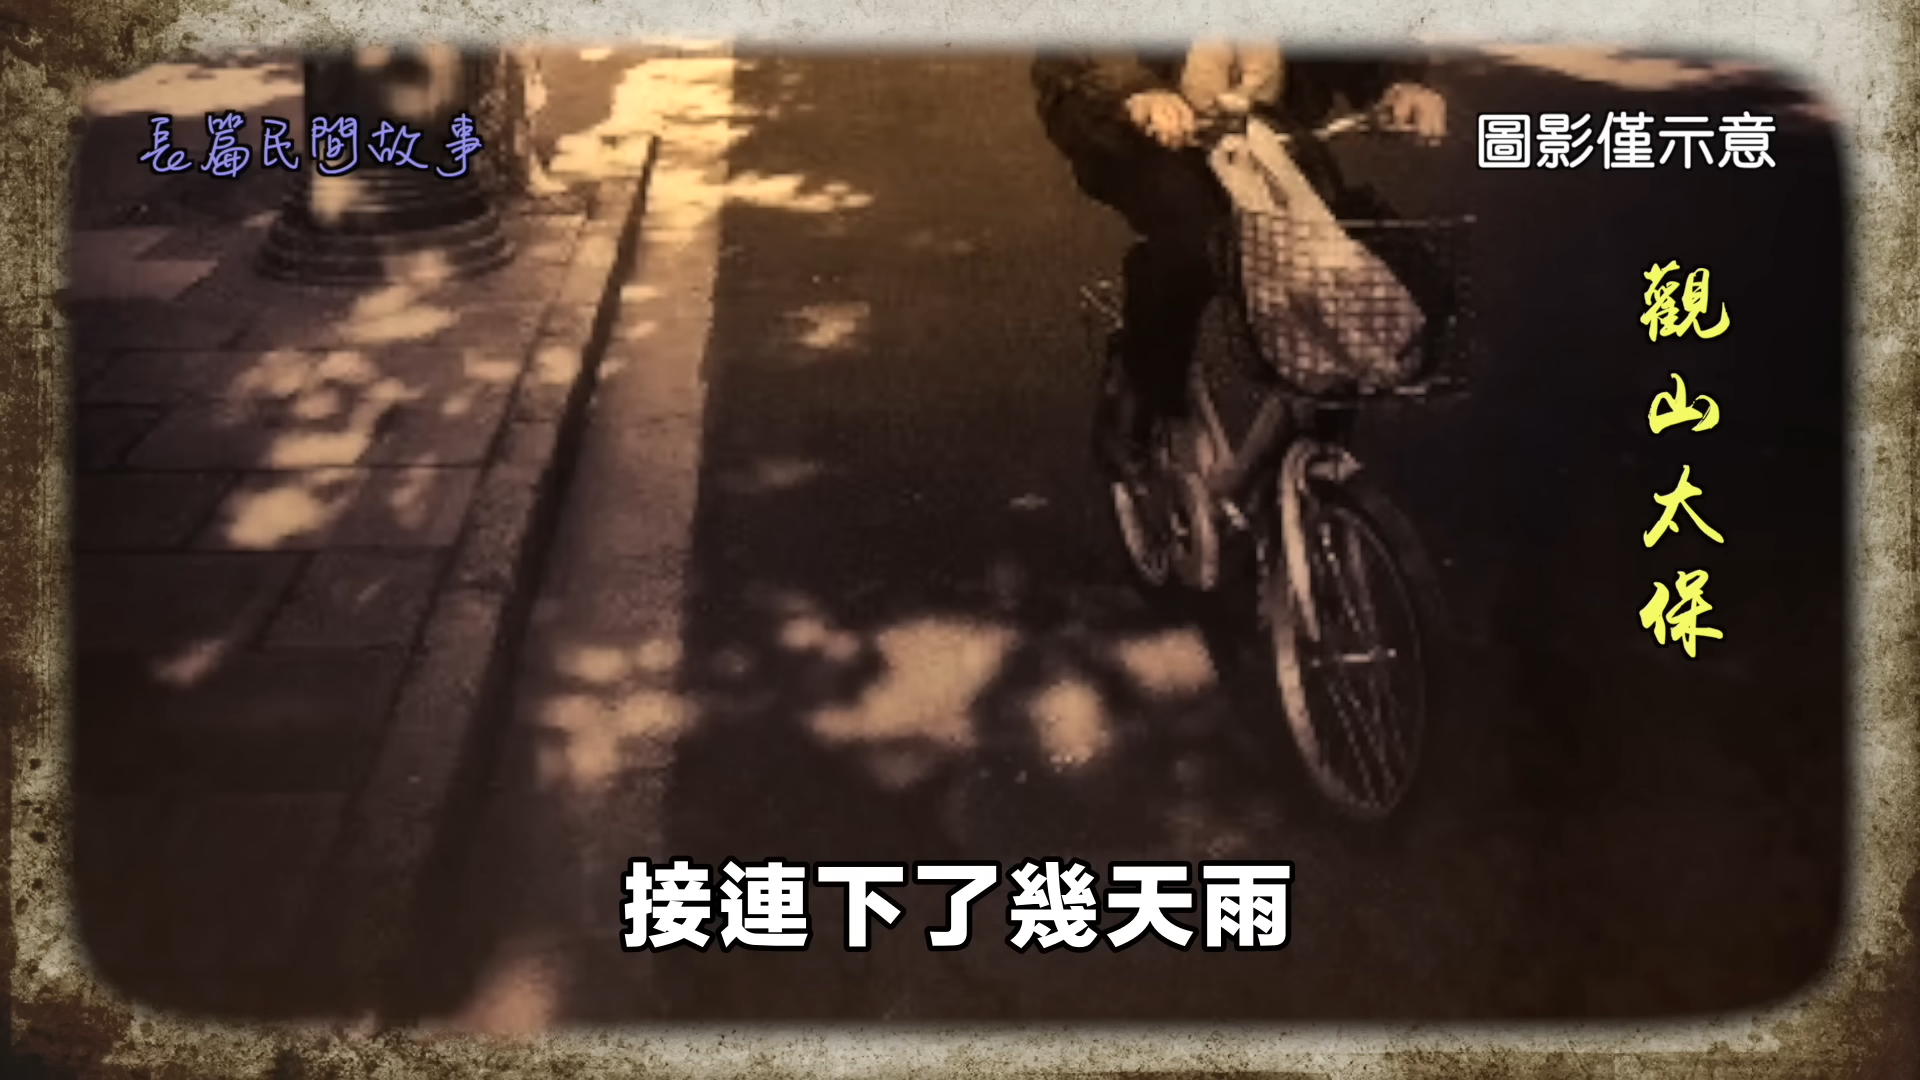 長篇民間故事
圖影僅示意
觀山太保
接連下了幾天雨